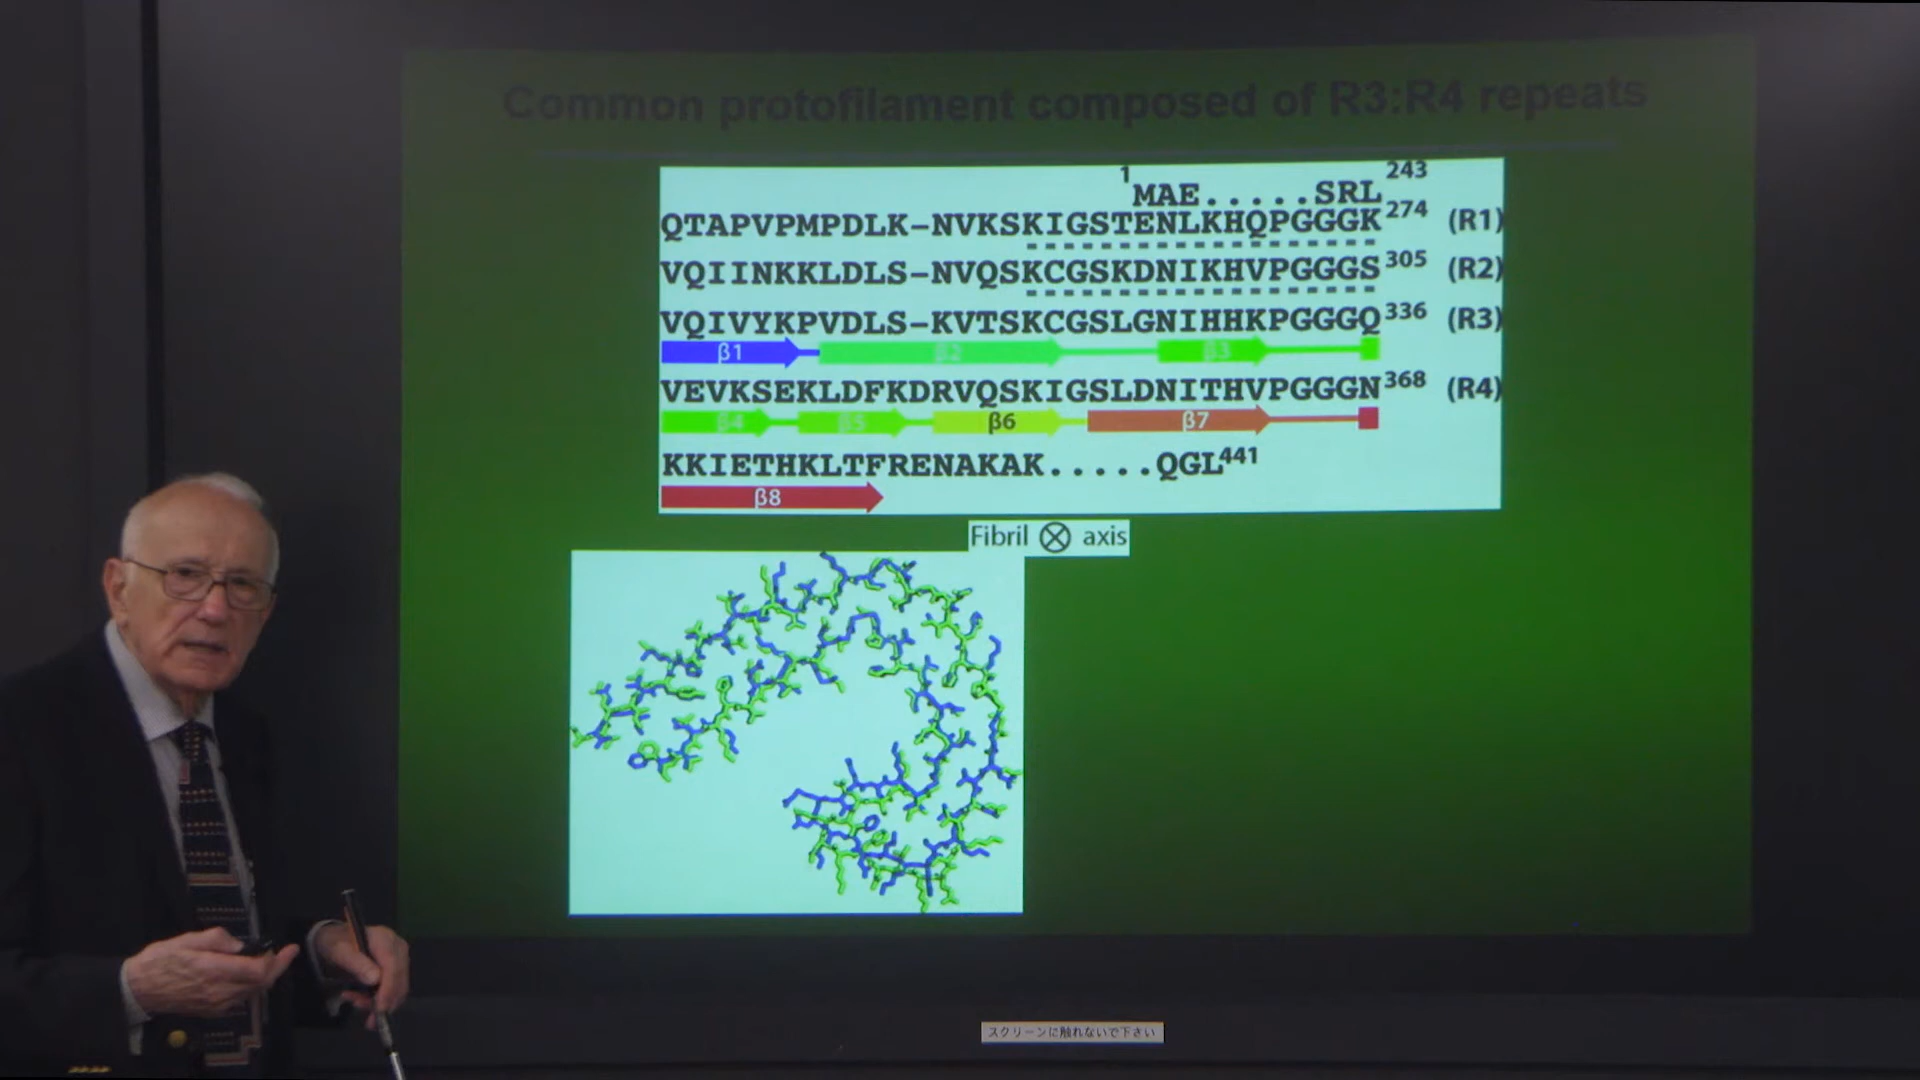 Common protofilament composed of R3:R4 repeats
1 MAE.....SRL 243
QTAPVPMPDLK-NVKSKIGSTENLKHQPGGGK 274 (R1)
VQIINKKLDLS-NVQSKCGSKDNIKHVPGGGS 305 (R2)
VQIVYKPVDLS-KVTSKCGSLGNIHHKPGGGQ 336 (R3)
β1 β2 β3
VEVKSEKLDFKDRVQSKIGSLDNITHVPGGGN 368 (R4)
β4 β5 β6 β7
KKIETHKLTFRENAKAK.....QGL 441
β8
Fibril ⊗ axis
スクリーンに触れないで下さい